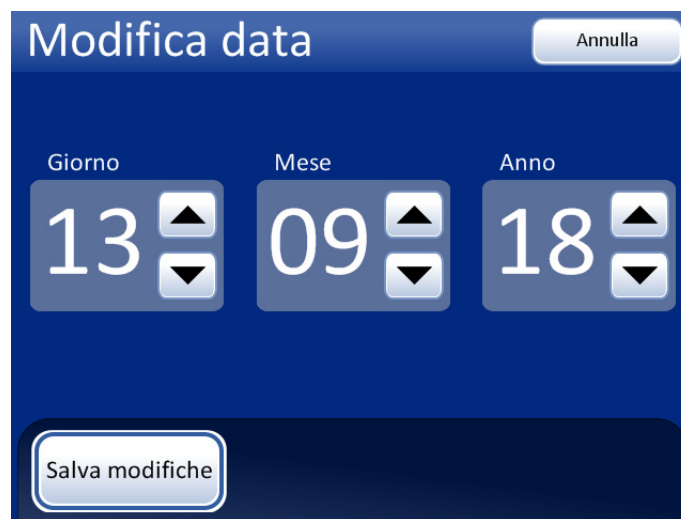 Modifica data
Annulla
Giorno
Mese
Anno
13
09
18
Salva modifiche